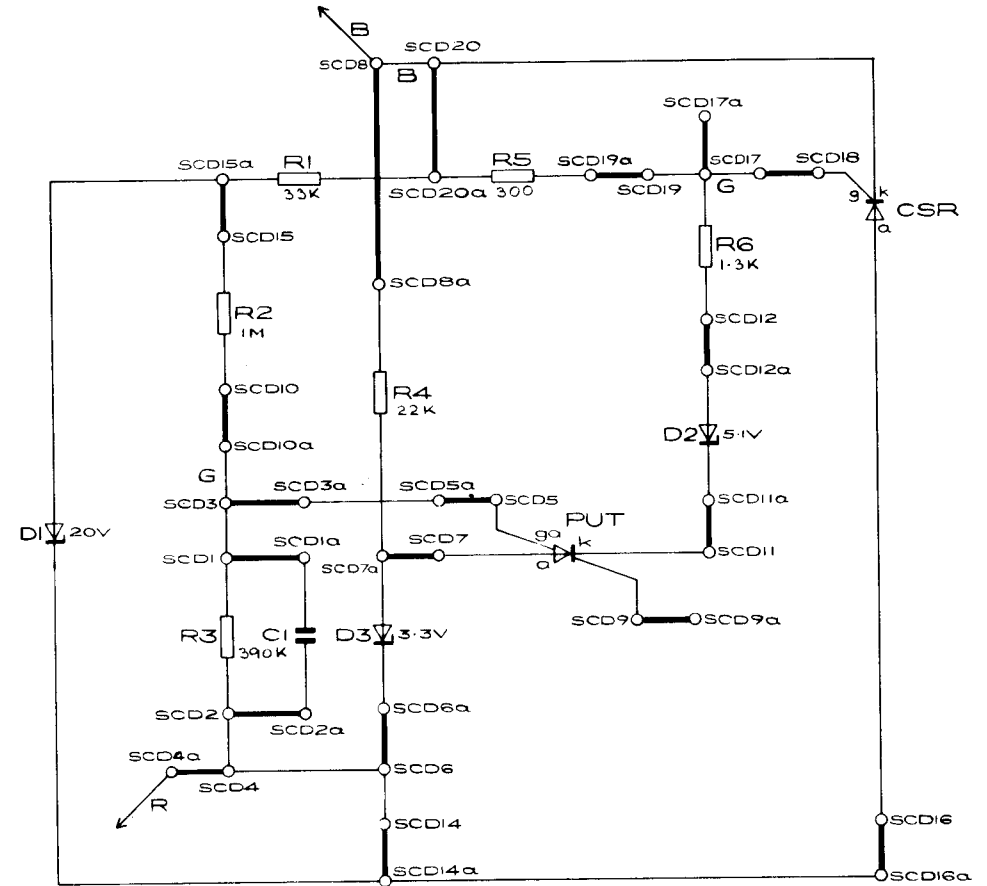 B
SCD20
SCD8
B
SCD17a
SCD15a
R1
33K
SCD20a
R5
300
SCD19a
SCD19
SCD17
G
SCD18
k
g
a
CSR
SCD15
R6
1·3K
SCD8a
R2
1M
SCD12
SCD12a
SCD10
R4
22K
D2
5·1V
SCD10a
G
SCD3
SCD3a
SCD5a
SCD5
SCD11a
D1
20V
SCD1
SCD1a
SCD7a
SCD7
PUT
ga
k
a
SCD11
R3
390K
C1
D3
3·3V
SCD9
SCD9a
SCD2
SCD2a
SCD6a
SCD4a
SCD4
R
SCD6
SCD14
SCD14a
SCD16
SCD16a